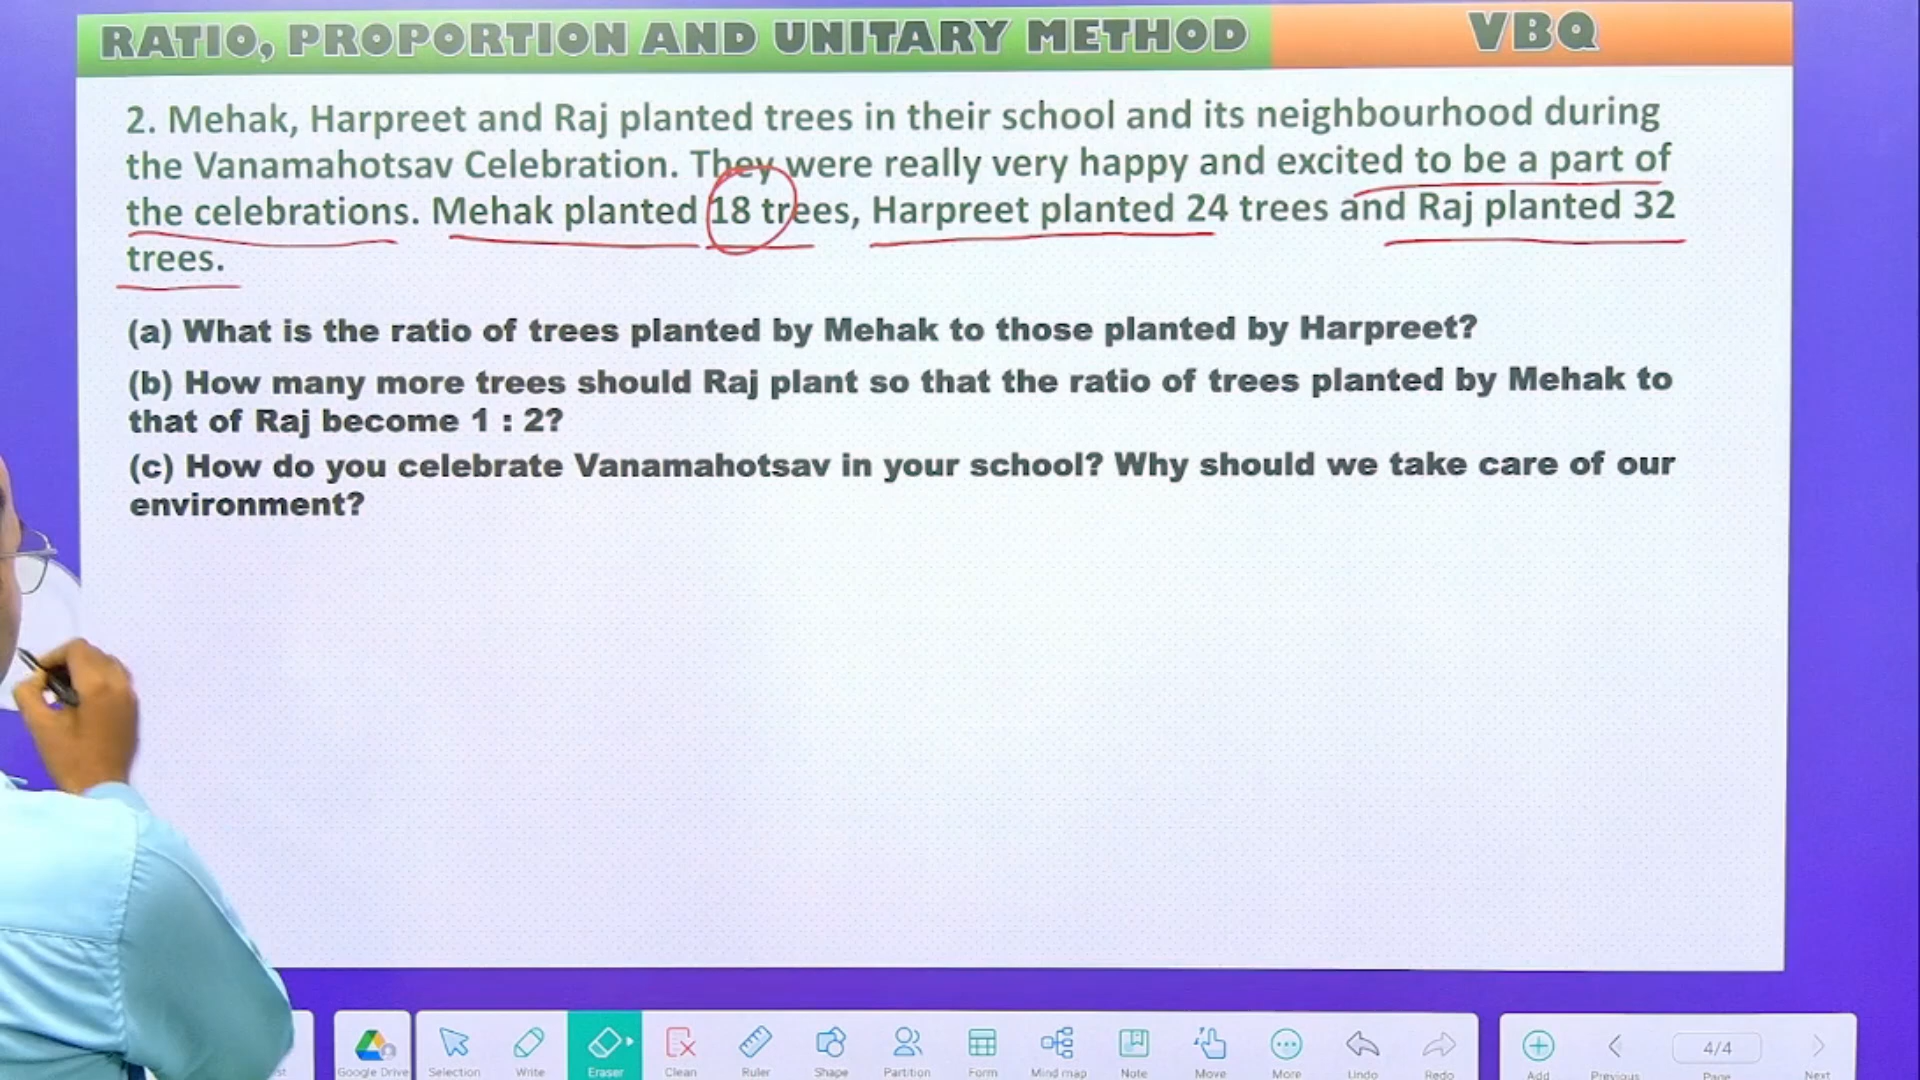 RATIO, PROPORTION AND UNITARY METHOD VBQ
2. Mehak, Harpreet and Raj planted trees in their school and its neighbourhood during
the Vanamahotsav Celebration. They were really very happy and excited to be a part of
the celebrations. Mehak planted 18 trees, Harpreet planted 24 trees and Raj planted 32
trees.
(a) What is the ratio of trees planted by Mehak to those planted by Harpreet?
(b) How many more trees should Raj plant so that the ratio of trees planted by Mehak to
that of Raj become 1 : 2?
(c) How do you celebrate Vanamahotsav in your school? Why should we take care of our
environment?
4/4
Google Drive Selection Write Eraser Clean Ruler Shape Partition Form Mind map Note Move More Undo Redo Add Previous Page Next